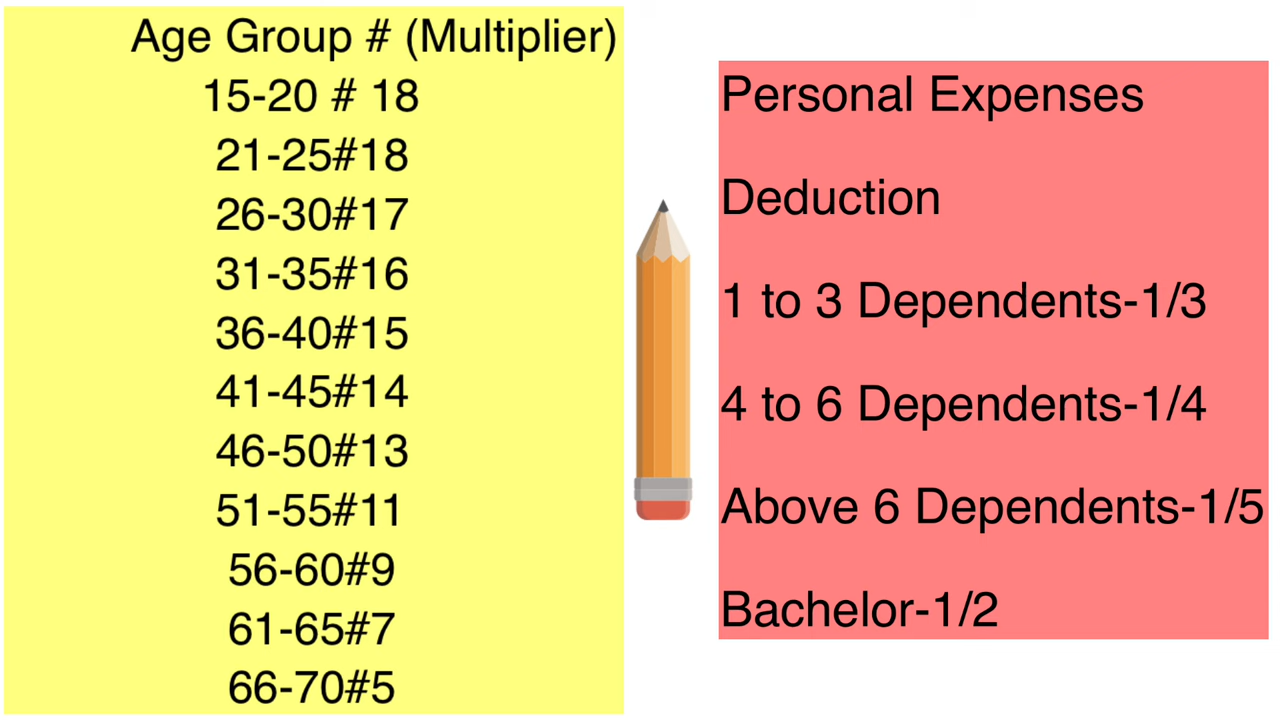 Age Group # (Multiplier)
15-20 # 18
21-25#18
26-30#17
31-35#16
36-40#15
41-45#14
46-50#13
51-55#11
56-60#9
61-65#7
66-70#5
Personal Expenses
Deduction
1 to 3 Dependents-1/3
4 to 6 Dependents-1/4
Above 6 Dependents-1/5
Bachelor-1/2